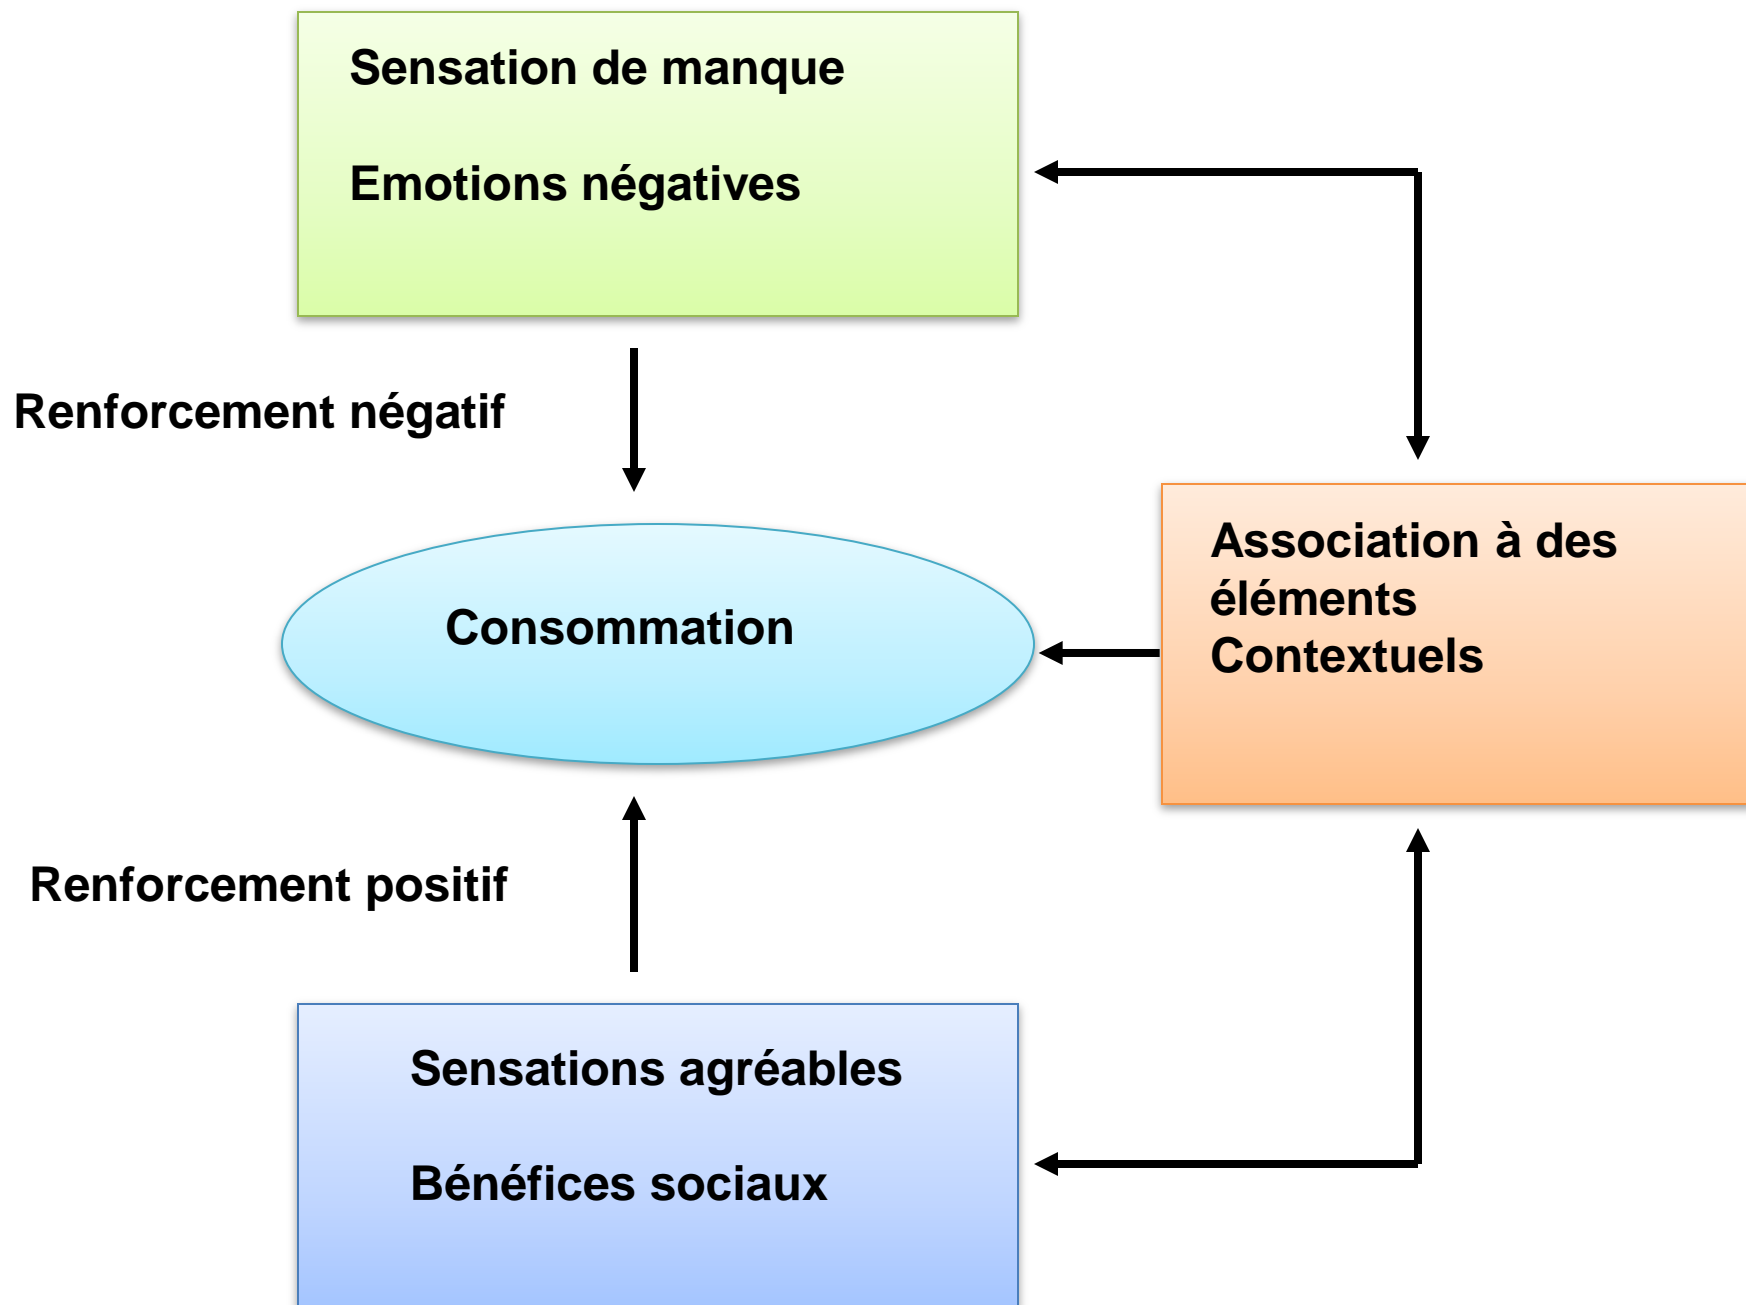 Sensation de manque
Emotions négatives
Renforcement négatif
Association à des
éléments
Contextuels
Consommation
Renforcement positif
Sensations agréables
Bénéfices sociaux